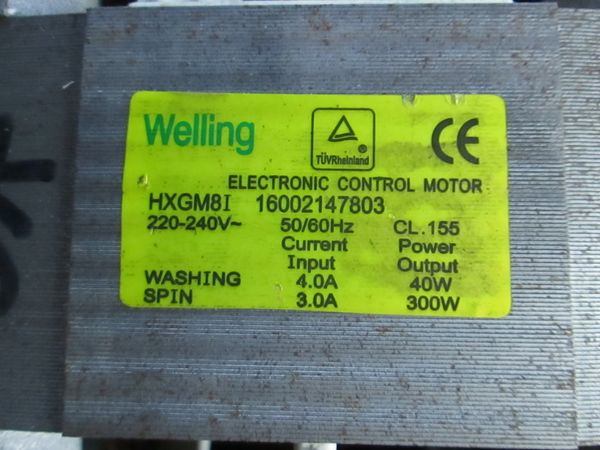 Welling
TÜVRheinland
CE
ELECTRONIC CONTROL MOTOR
HXGM8I 16002147803
220-240V~ 50/60Hz CL.155
Current Power
Input Output
WASHING 4.0A 40W
SPIN 3.0A 300W